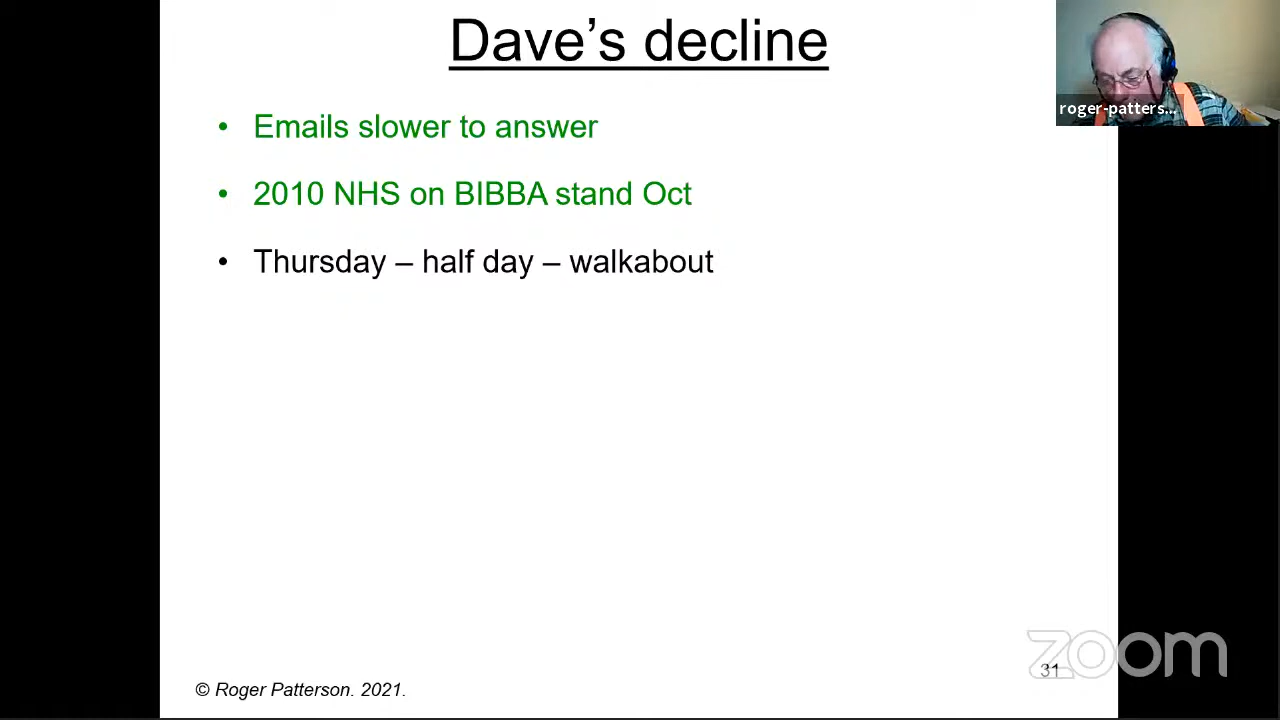 Dave's decline
roger-patters...
• Emails slower to answer
• 2010 NHS on BIBBA stand Oct
• Thursday – half day – walkabout
zoom
31
© Roger Patterson. 2021.